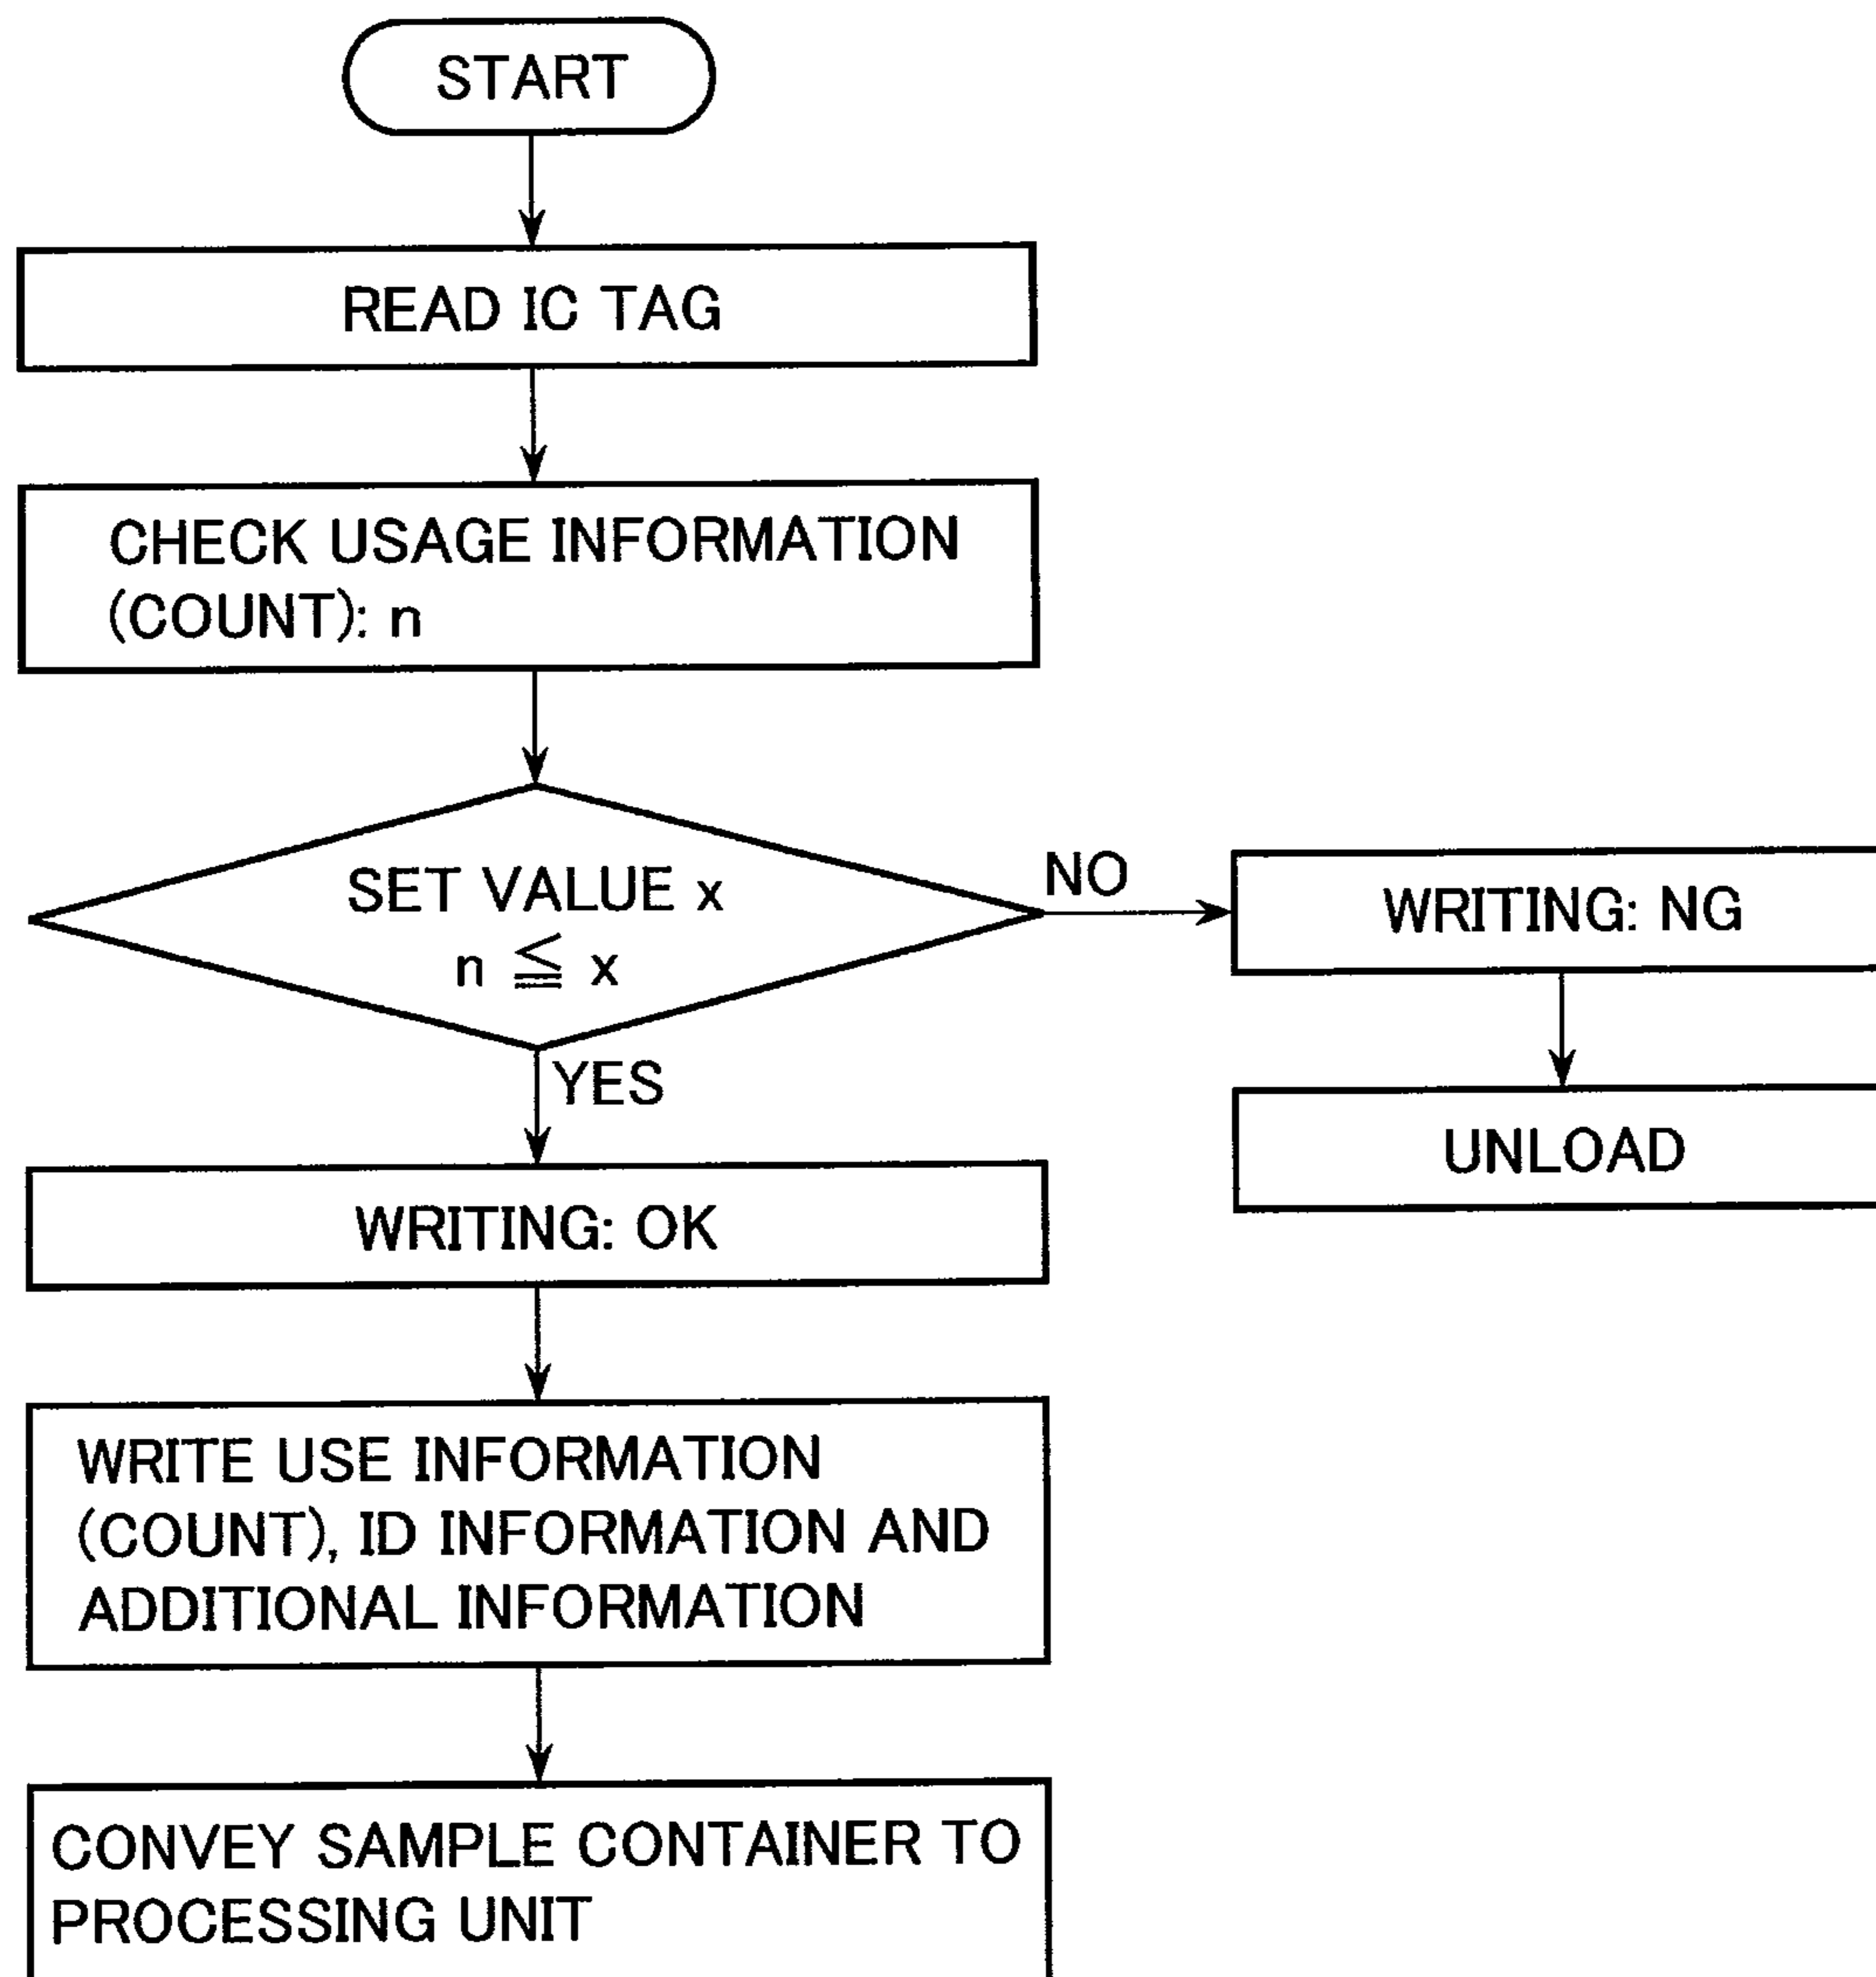 START
READ IC TAG
CHECK USAGE INFORMATION
(COUNT): n
SET VALUE x
n ≦ x
NO
WRITING: NG
UNLOAD
YES
WRITING: OK
WRITE USE INFORMATION
(COUNT), ID INFORMATION AND
ADDITIONAL INFORMATION
CONVEY SAMPLE CONTAINER TO
PROCESSING UNIT